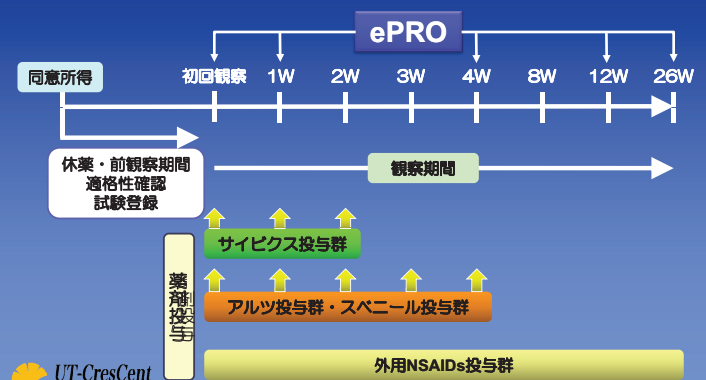 ePRO
同意所得
初回観察 1W 2W 3W 4W 8W 12W 26W
休薬・前観察期間
適格性確認
試験登録
観察期間
サイビクス投与群
薬剤投与
アルツ投与群・スベニール投与群
外用NSAIDs投与群
UT-CresCent